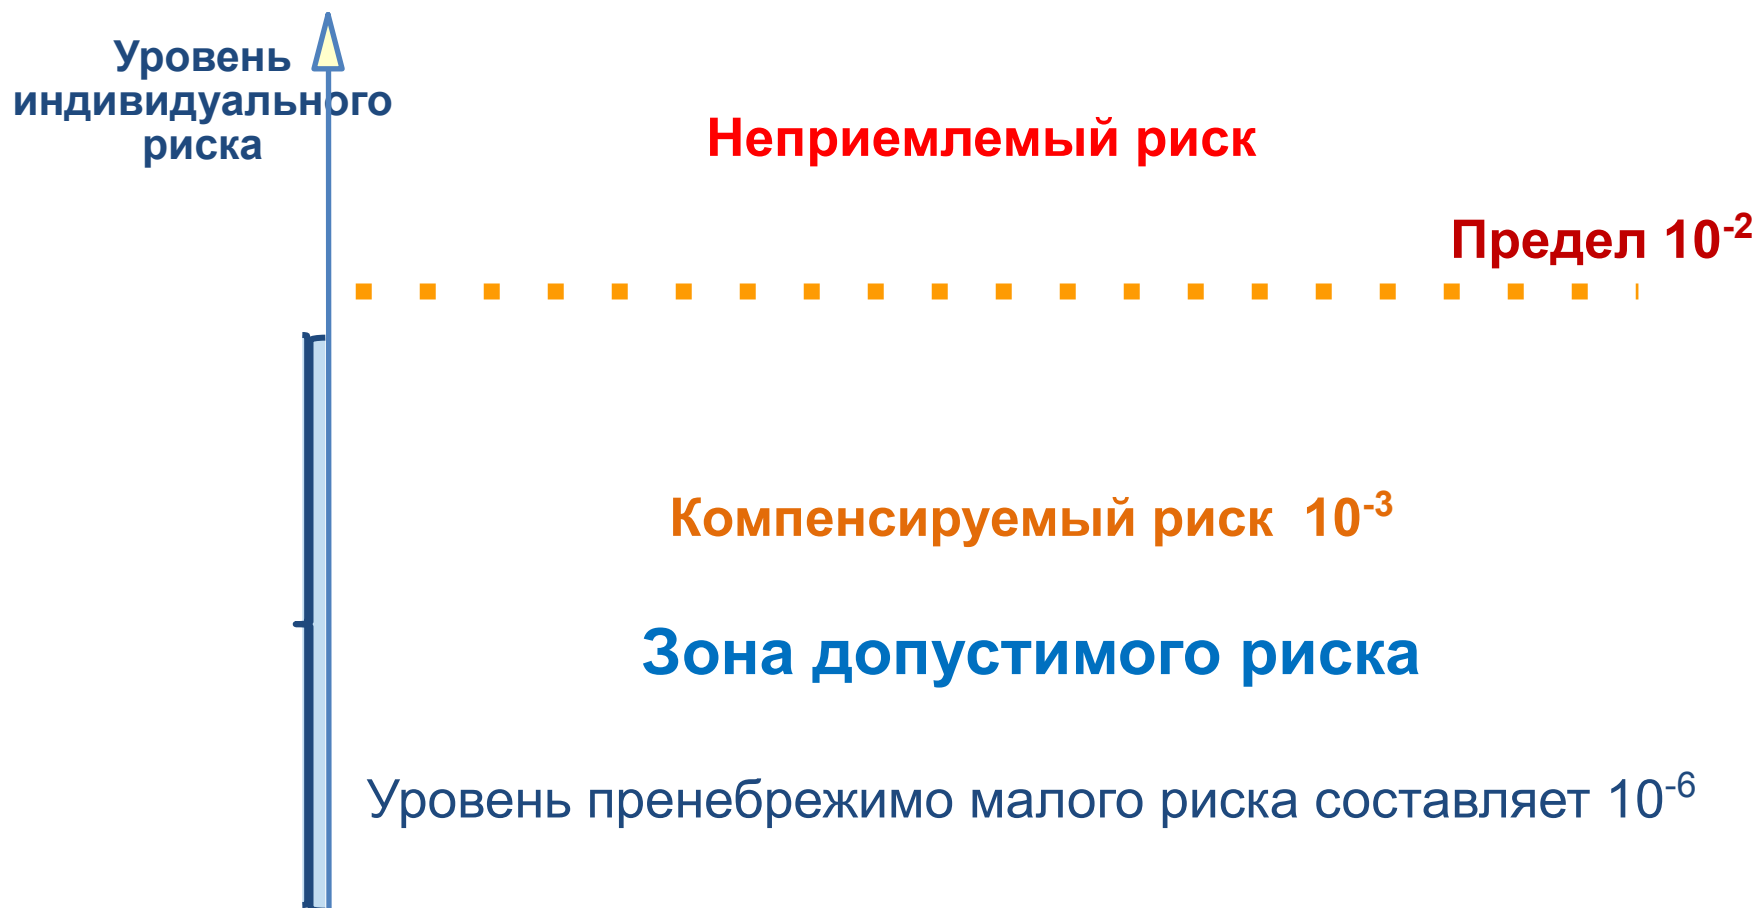 Уровень
индивидуального
риска
Неприемлемый риск
Предел 10⁻²
Компенсируемый риск 10⁻³
Зона допустимого риска
Уровень пренебрежимо малого риска составляет 10⁻⁶